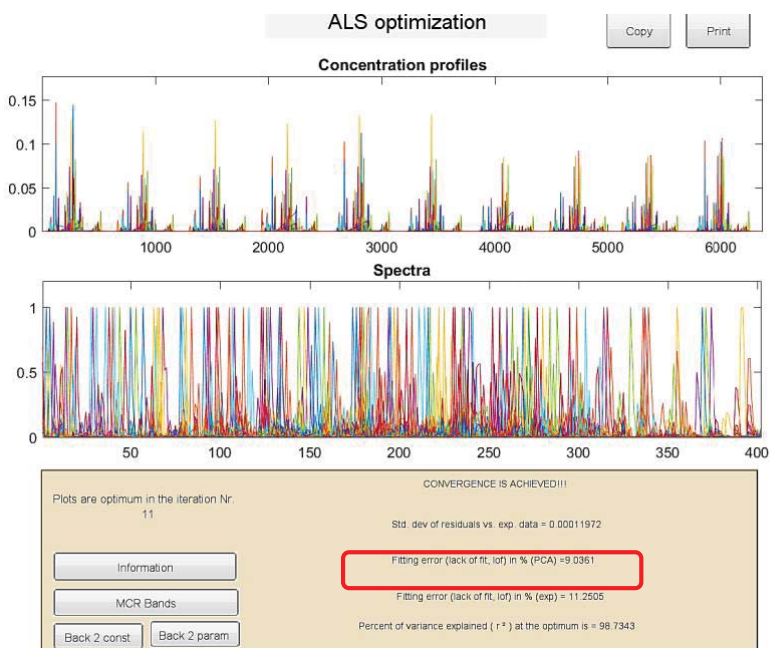 ALS optimization
Copy
Print
Concentration profiles
0.15
0.1
0.05
0
1000 2000 3000 4000 5000 6000
Spectra
1
0.5
0
50 100 150 200 250 300 350 400
CONVERGENCE IS ACHIEVED!!!
Plots are optimum in the iteration Nr.
11
Std. dev of residuals vs. exp. data = 0.00011972
Information
Fitting error (lack of fit, lof) in % (PCA) =9.0361
MCR Bands
Fitting error (lack of fit, lof) in % (exp) = 11.2505
Back 2 const
Back 2 param
Percent of variance explained ( r ² ) at the optimum is = 98.7343